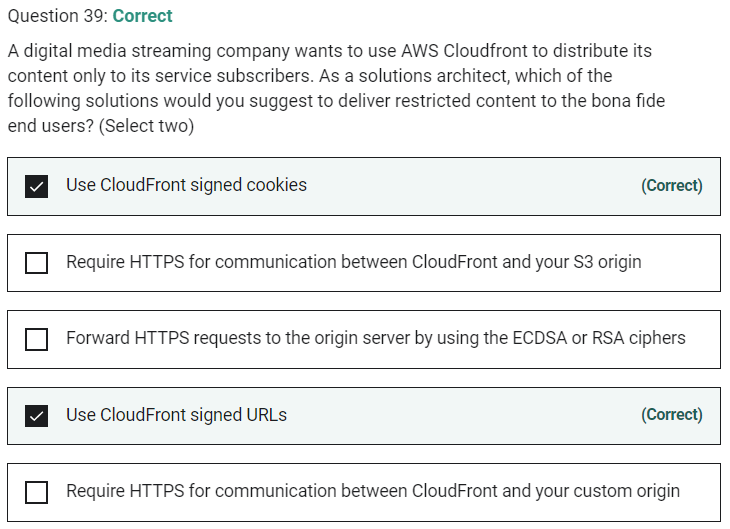 Question 39: Correct
A digital media streaming company wants to use AWS Cloudfront to distribute its
content only to its service subscribers. As a solutions architect, which of the
following solutions would you suggest to deliver restricted content to the bona fide
end users? (Select two)
Use CloudFront signed cookies (Correct)
Require HTTPS for communication between CloudFront and your S3 origin
Forward HTTPS requests to the origin server by using the ECDSA or RSA ciphers
Use CloudFront signed URLs (Correct)
Require HTTPS for communication between CloudFront and your custom origin